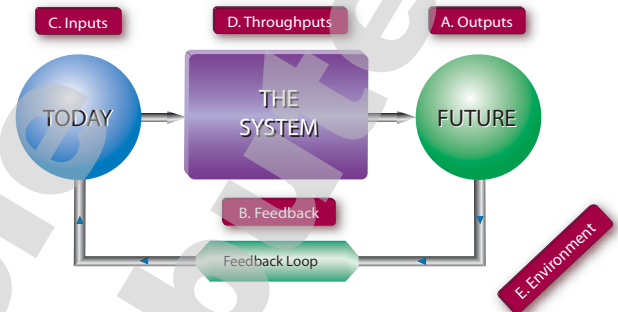 C. Inputs
D. Throughputs
A. Outputs
TODAY
THE
SYSTEM
FUTURE
B. Feedback
Feedback Loop
E. Environment